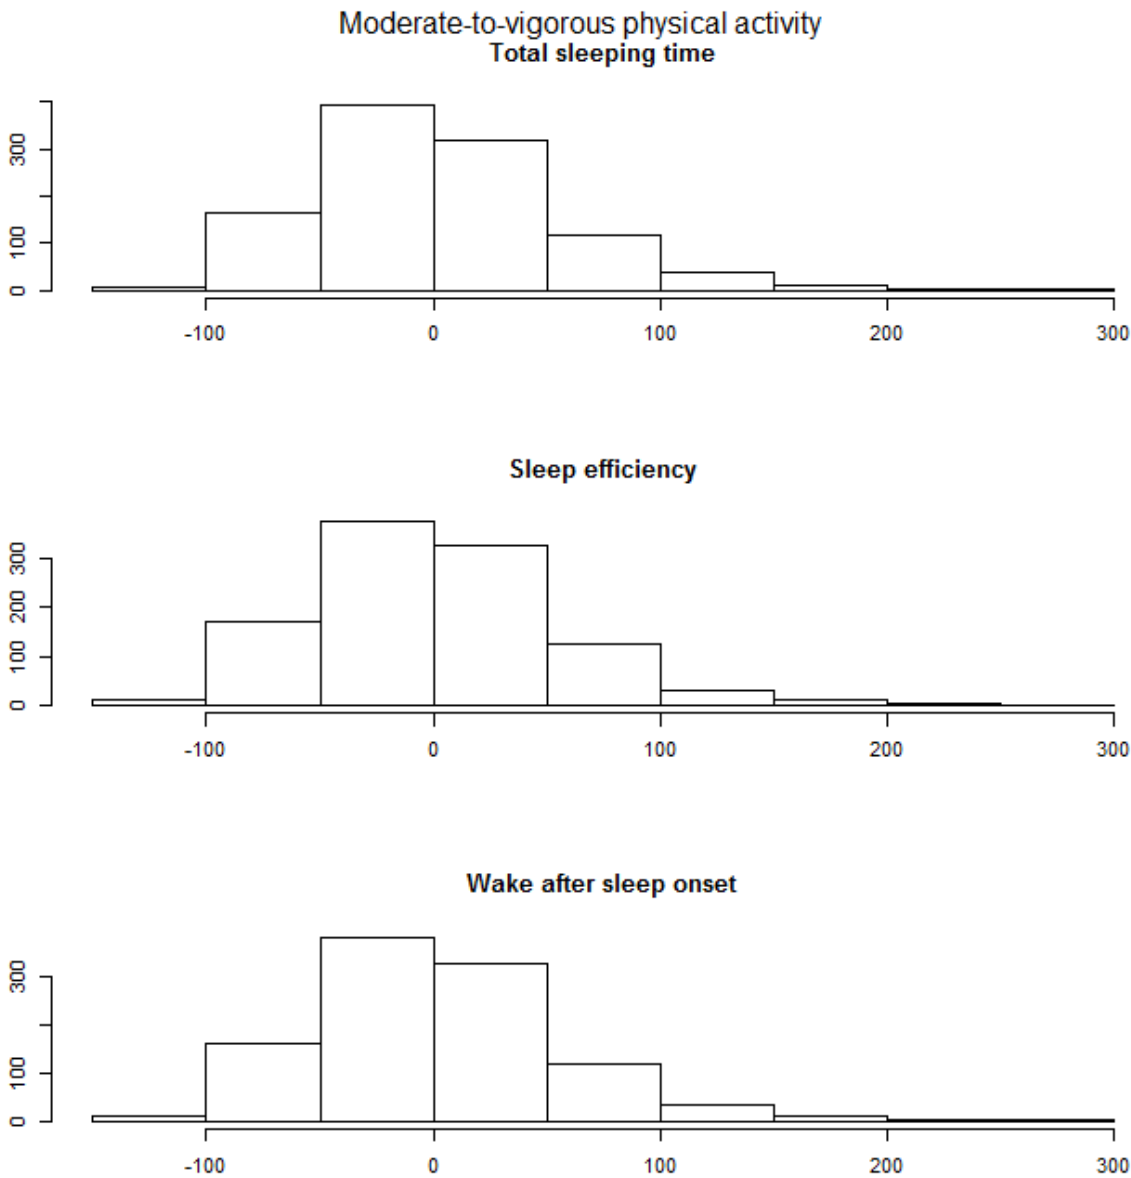 Moderate-to-vigorous physical activity
Total sleeping time
300
100
0
-100 0 100 200 300
Sleep efficiency
300
200
100
0
-100 0 100 200 300
Wake after sleep onset
300
100
0
-100 0 100 200 300